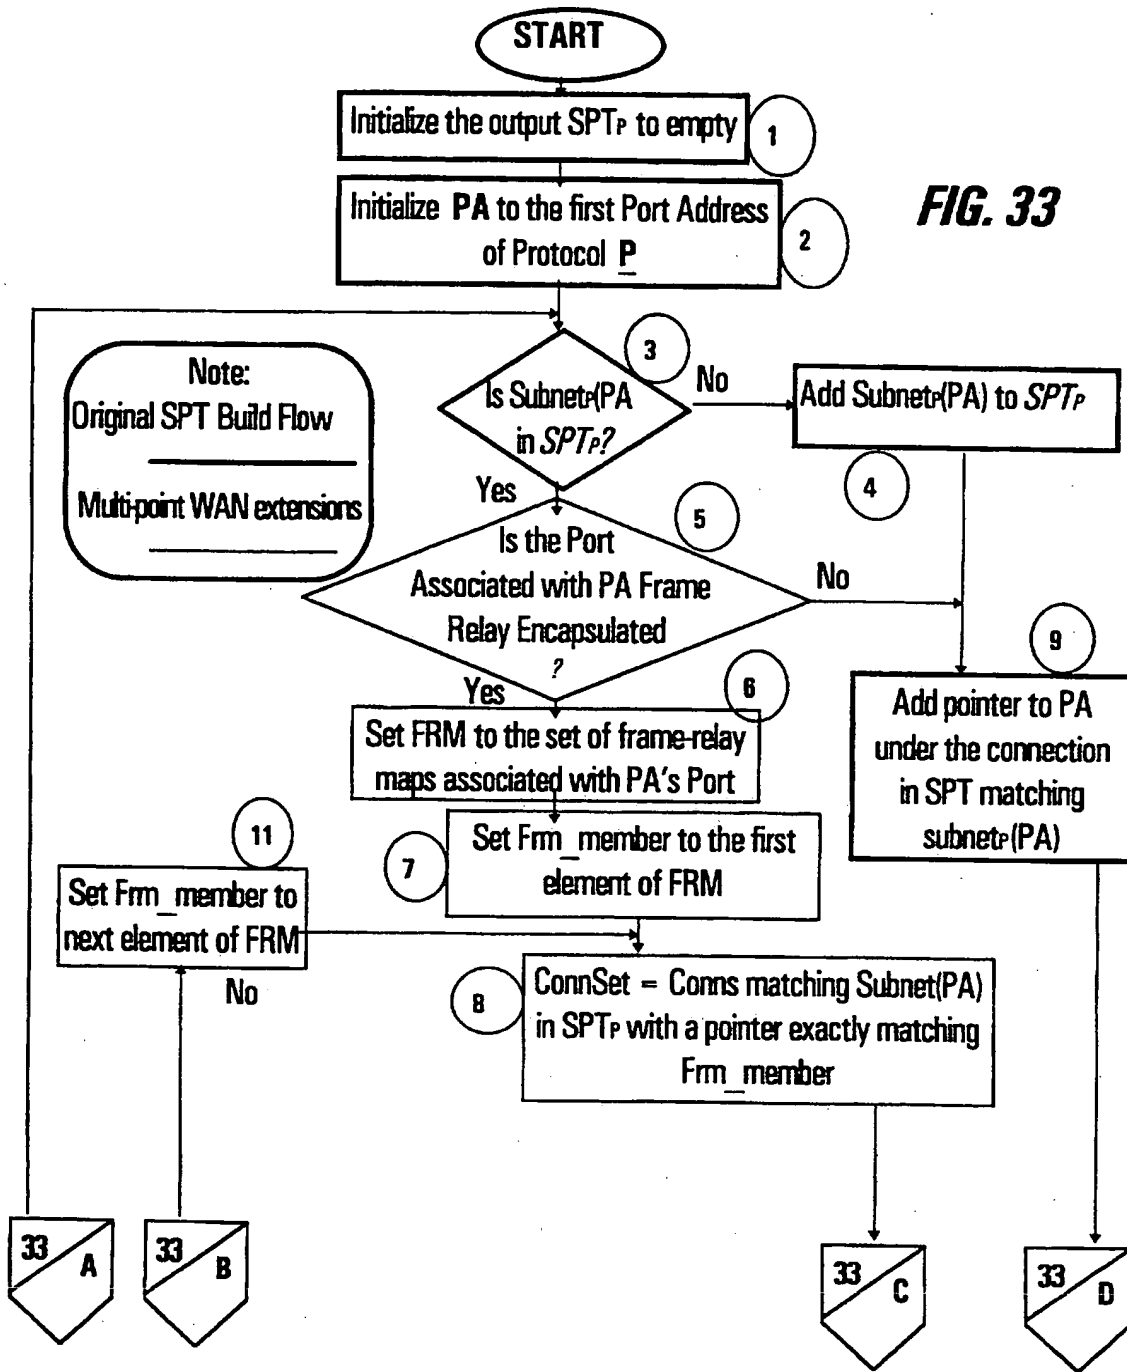 START
Initialize the output SPTP to empty
1
Initialize PA to the first Port Address
of Protocol P
2
FIG. 33
3
Is SubnetP(PA
in SPTP?
No
Add SubnetP(PA) to SPTP
4
Note:
Original SPT Build Flow
Multi-point WAN extensions
Yes
5
Is the Port
Associated with PA Frame
Relay Encapsulated
?
No
Yes
6
Set FRM to the set of frame-relay
maps associated with PA's Port
9
Add pointer to PA
under the connection
in SPT matching
subnetP(PA)
7
Set Frm_member to the first
element of FRM
11
Set Frm_member to
next element of FRM
No
8
ConnSet = Conns matching Subnet(PA)
in SPTP with a pointer exactly matching
Frm_member
33 A
33 B
33 C
33 D